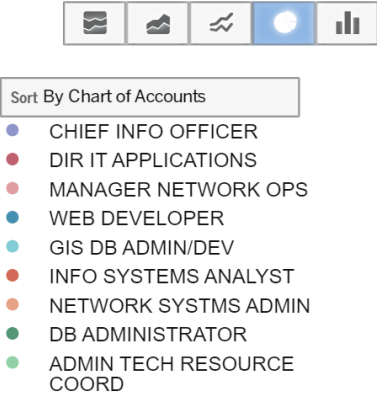 Sort By Chart of Accounts
CHIEF INFO OFFICER
DIR IT APPLICATIONS
MANAGER NETWORK OPS
WEB DEVELOPER
GIS DB ADMIN/DEV
INFO SYSTEMS ANALYST
NETWORK SYSTMS ADMIN
DB ADMINISTRATOR
ADMIN TECH RESOURCE
COORD